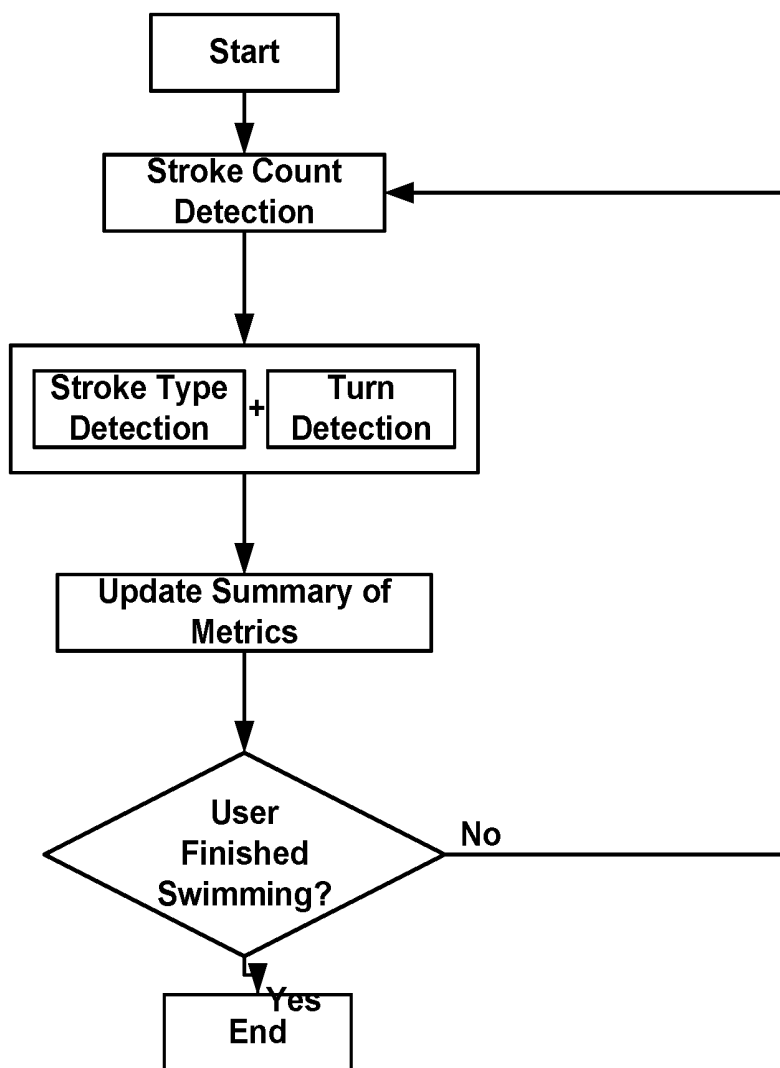 Start
Stroke Count
Detection
Stroke Type
Detection
+
Turn
Detection
Update Summary of
Metrics
User
Finished
Swimming?
No
Yes
End